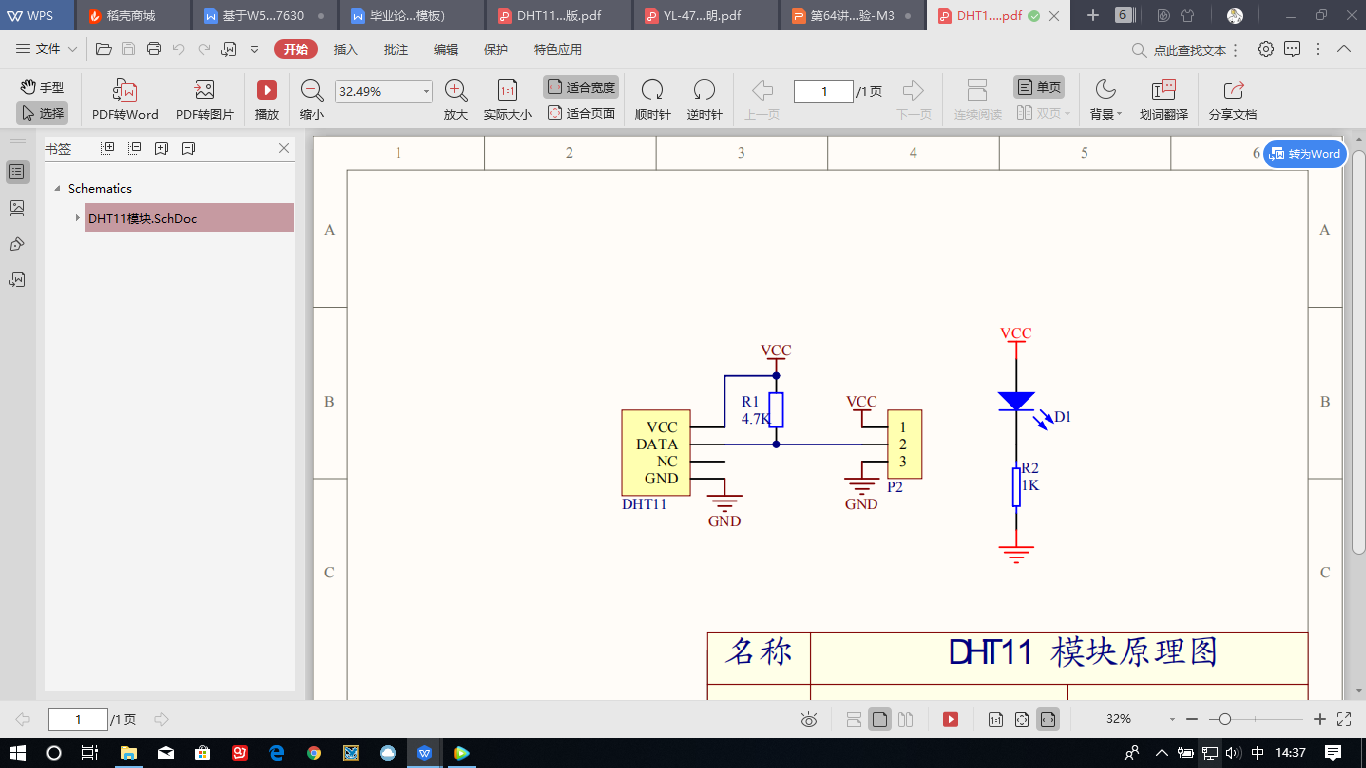 WPS 稻壳商城 基于W5...7630 毕业论...模板) DHT11...版.pdf YL-47...明.pdf 第64讲...验-M3 DHT1....pdf 6
文件 开始 插入 批注 编辑 保护 特色应用 点此查找文本
手型 选择 PDF转Word PDF转图片 播放 缩小 32.49% 放大 1:1 实际大小 适合宽度 适合页面 顺时针 逆时针 上一页 1 /1页 下一页 连续阅读 单页 双页 背景 划词翻译 分享文档
书签
Schematics
DHT11模块.SchDoc
1 2 3 4 5 6
转为Word
A A
VCC
VCC
R1 VCC
4.7K
B B
D1
VCC 1
DATA 2
NC 3
GND
R2
1K
P2
DHT11 GND
GND
C C
名称 DHT11 模块原理图
1 /1页 1:1 32%
中 14:37